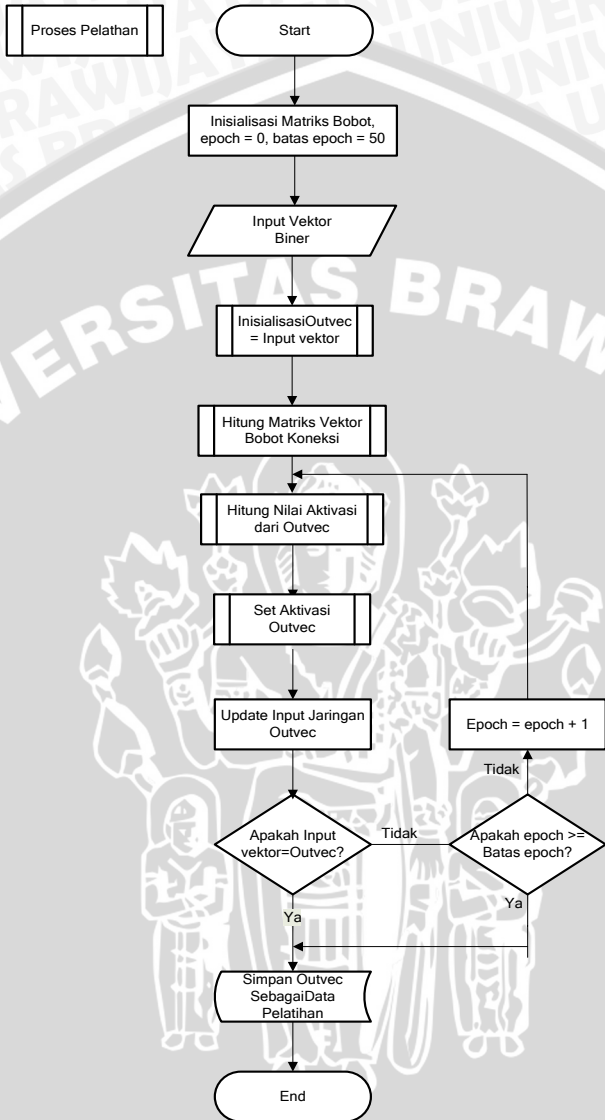 Proses Pelathan
Start
Inisialisasi Matriks Bobot,
epoch = 0, batas epoch = 50
Input Vektor
Biner
InisialisasiOutvec
= Input vektor
Hitung Matriks Vektor
Bobot Koneksi
Hitung Nilai Aktivasi
dari Outvec
Set Aktivasi
Outvec
Update Input Jaringan
Outvec
Epoch = epoch + 1
Tidak
Apakah Input
vektor=Outvec?
Tidak
Apakah epoch >=
Batas epoch?
Ya
Ya
Simpan Outvec
SebagaiData
Pelatihan
End